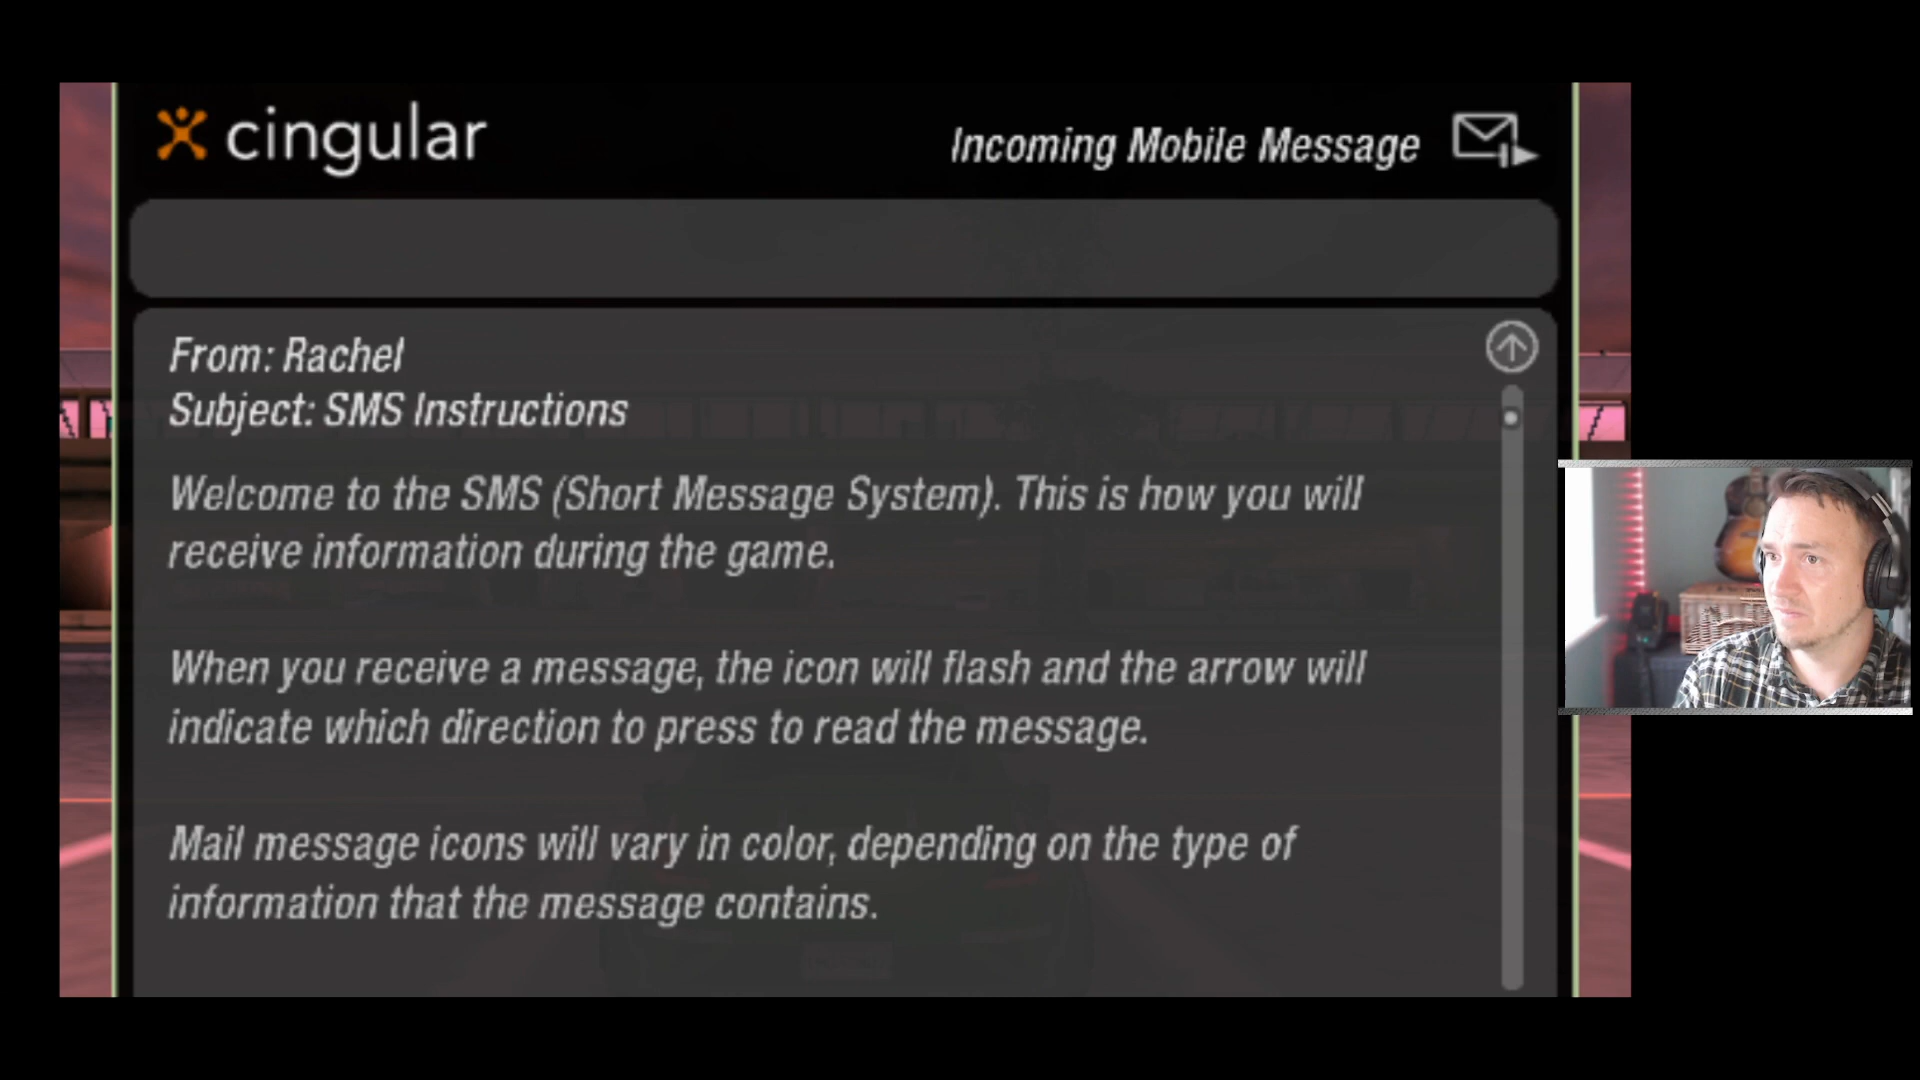 cingular
Incoming Mobile Message
From: Rachel
Subject: SMS Instructions
Welcome to the SMS (Short Message System). This is how you will
receive information during the game.
When you receive a message, the icon will flash and the arrow will
indicate which direction to press to read the message.
Mail message icons will vary in color, depending on the type of
information that the message contains.